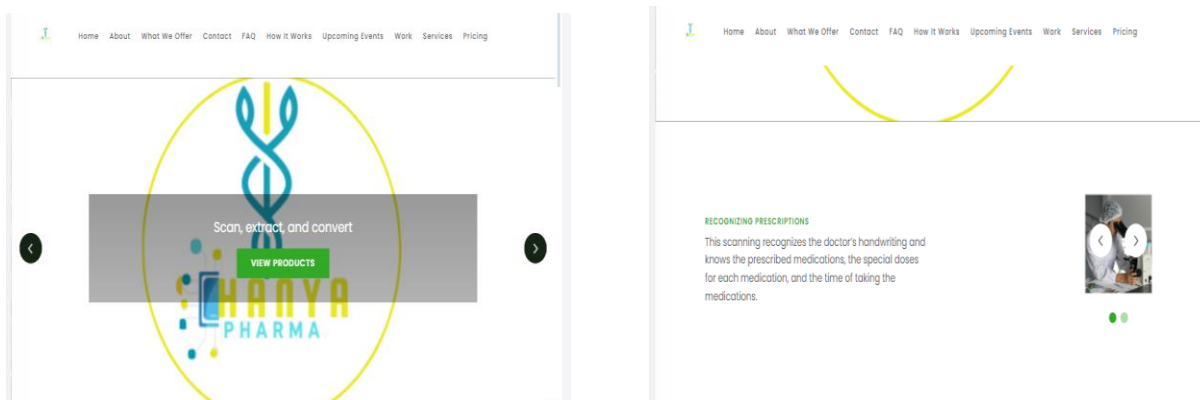 Home About What We Offer Contact FAQ How It Works Upcoming Events Work Services Pricing
Scan, extract, and convert
VIEW PRODUCTS
HANYA
PHARMA
Home About What We Offer Contact FAQ How It Works Upcoming Events Work Services Pricing
RECOGNIZING PRESCRIPTIONS
This scanning recognizes the doctor's handwriting and
knows the prescribed medications, the special doses
for each medication, and the time of taking the
medications.